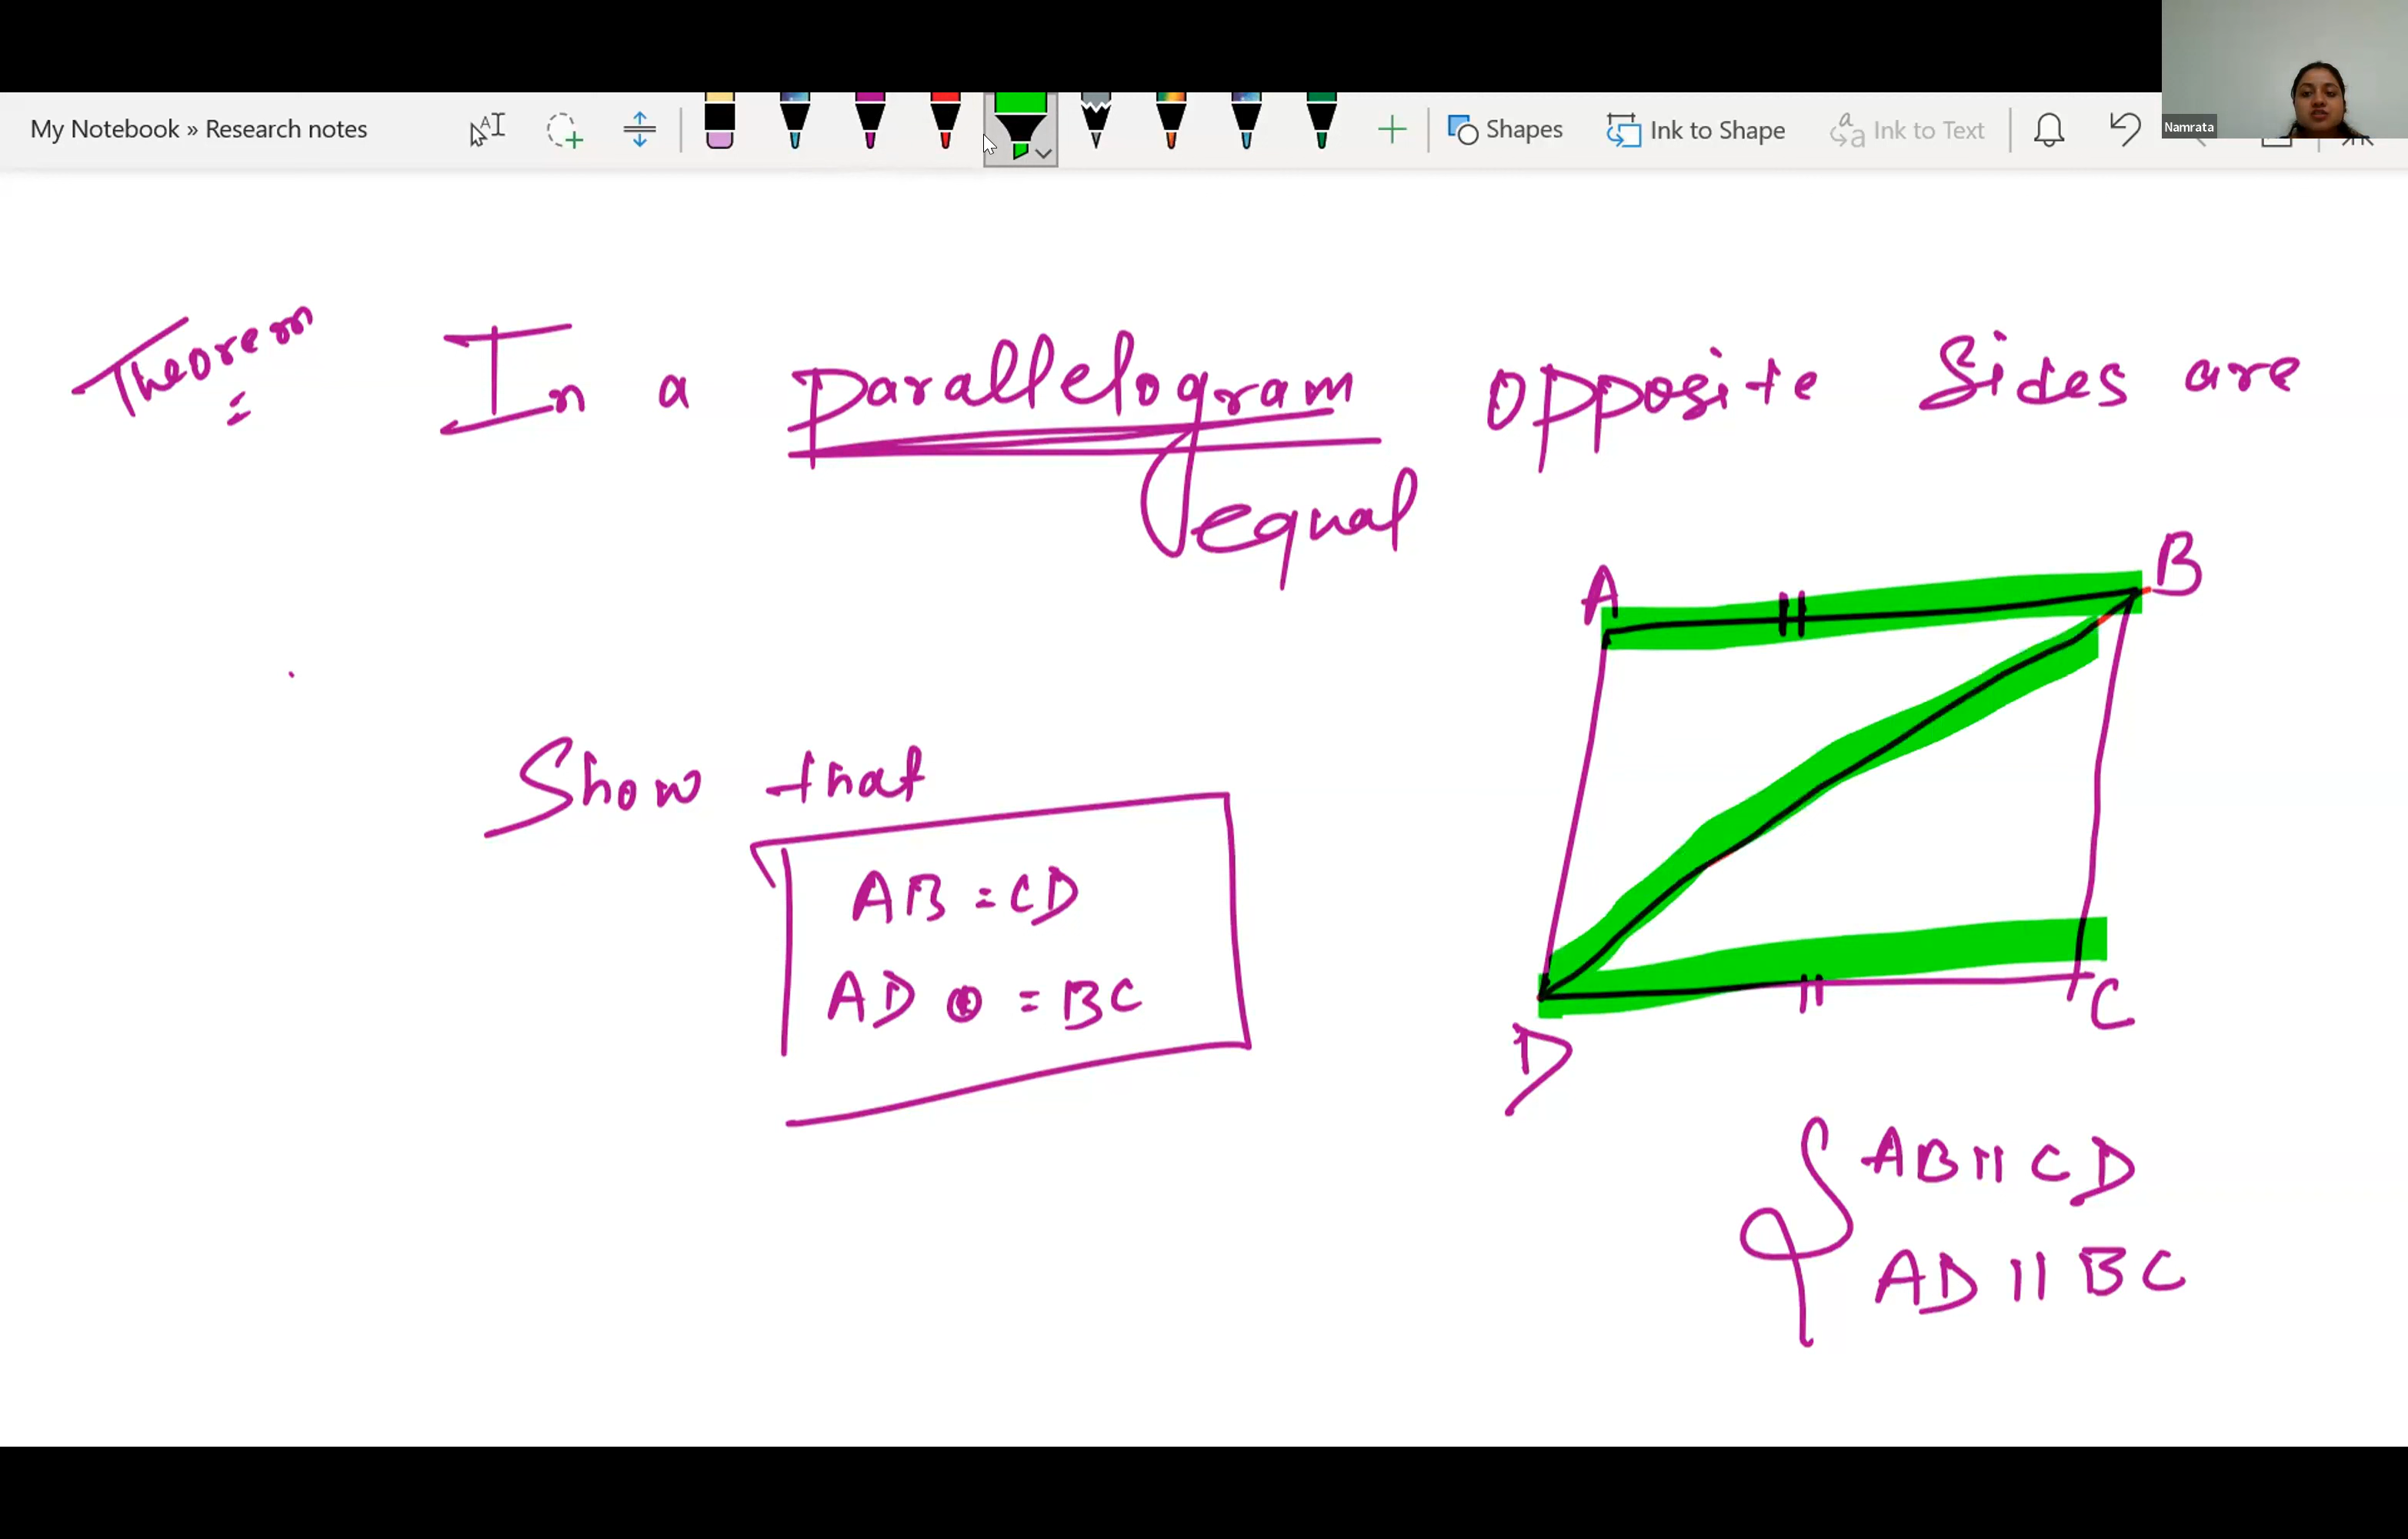 My Notebook » Research notes
Shapes
Ink to Shape
Ink to Text
Namrata
Theorem In a parallelogram opposite sides are
equal
A
B
Show that
AB = CD
AD = BC
D
C
AB || CD
AD || BC